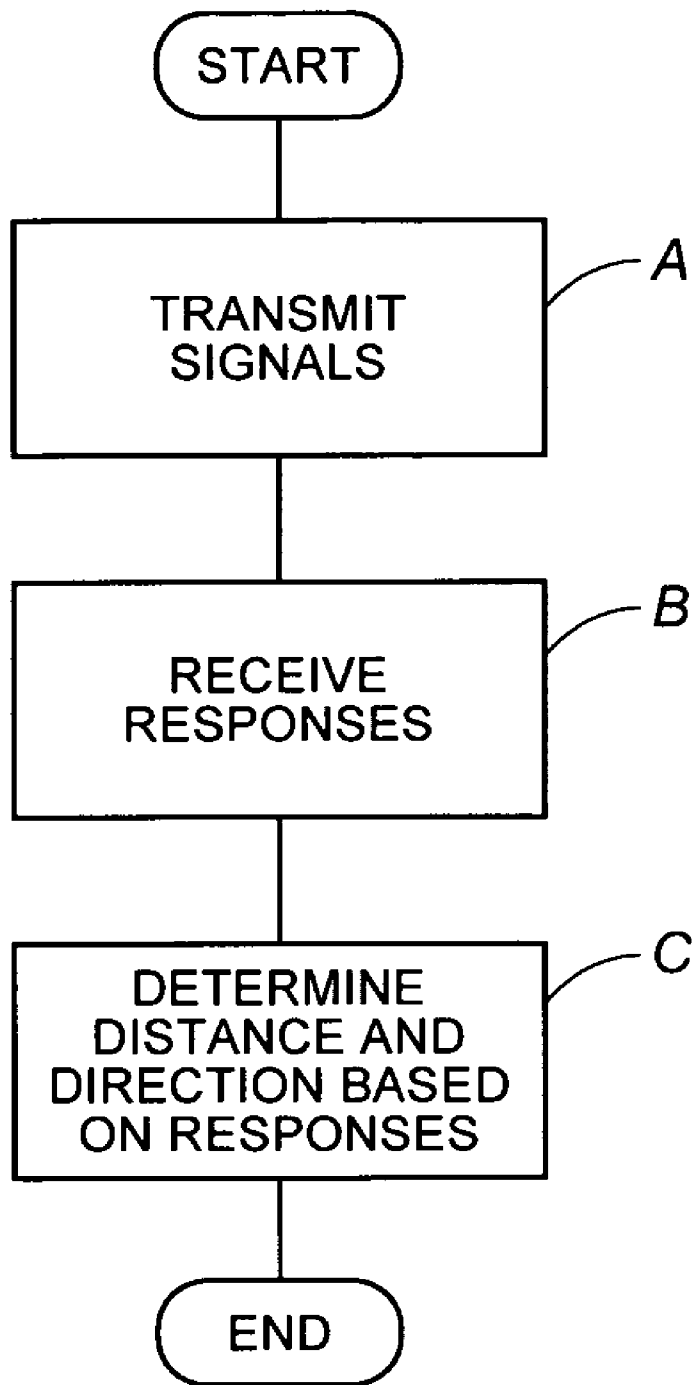 START
TRANSMIT
SIGNALS
A
RECEIVE
RESPONSES
B
DETERMINE
DISTANCE AND
DIRECTION BASED
ON RESPONSES
C
END